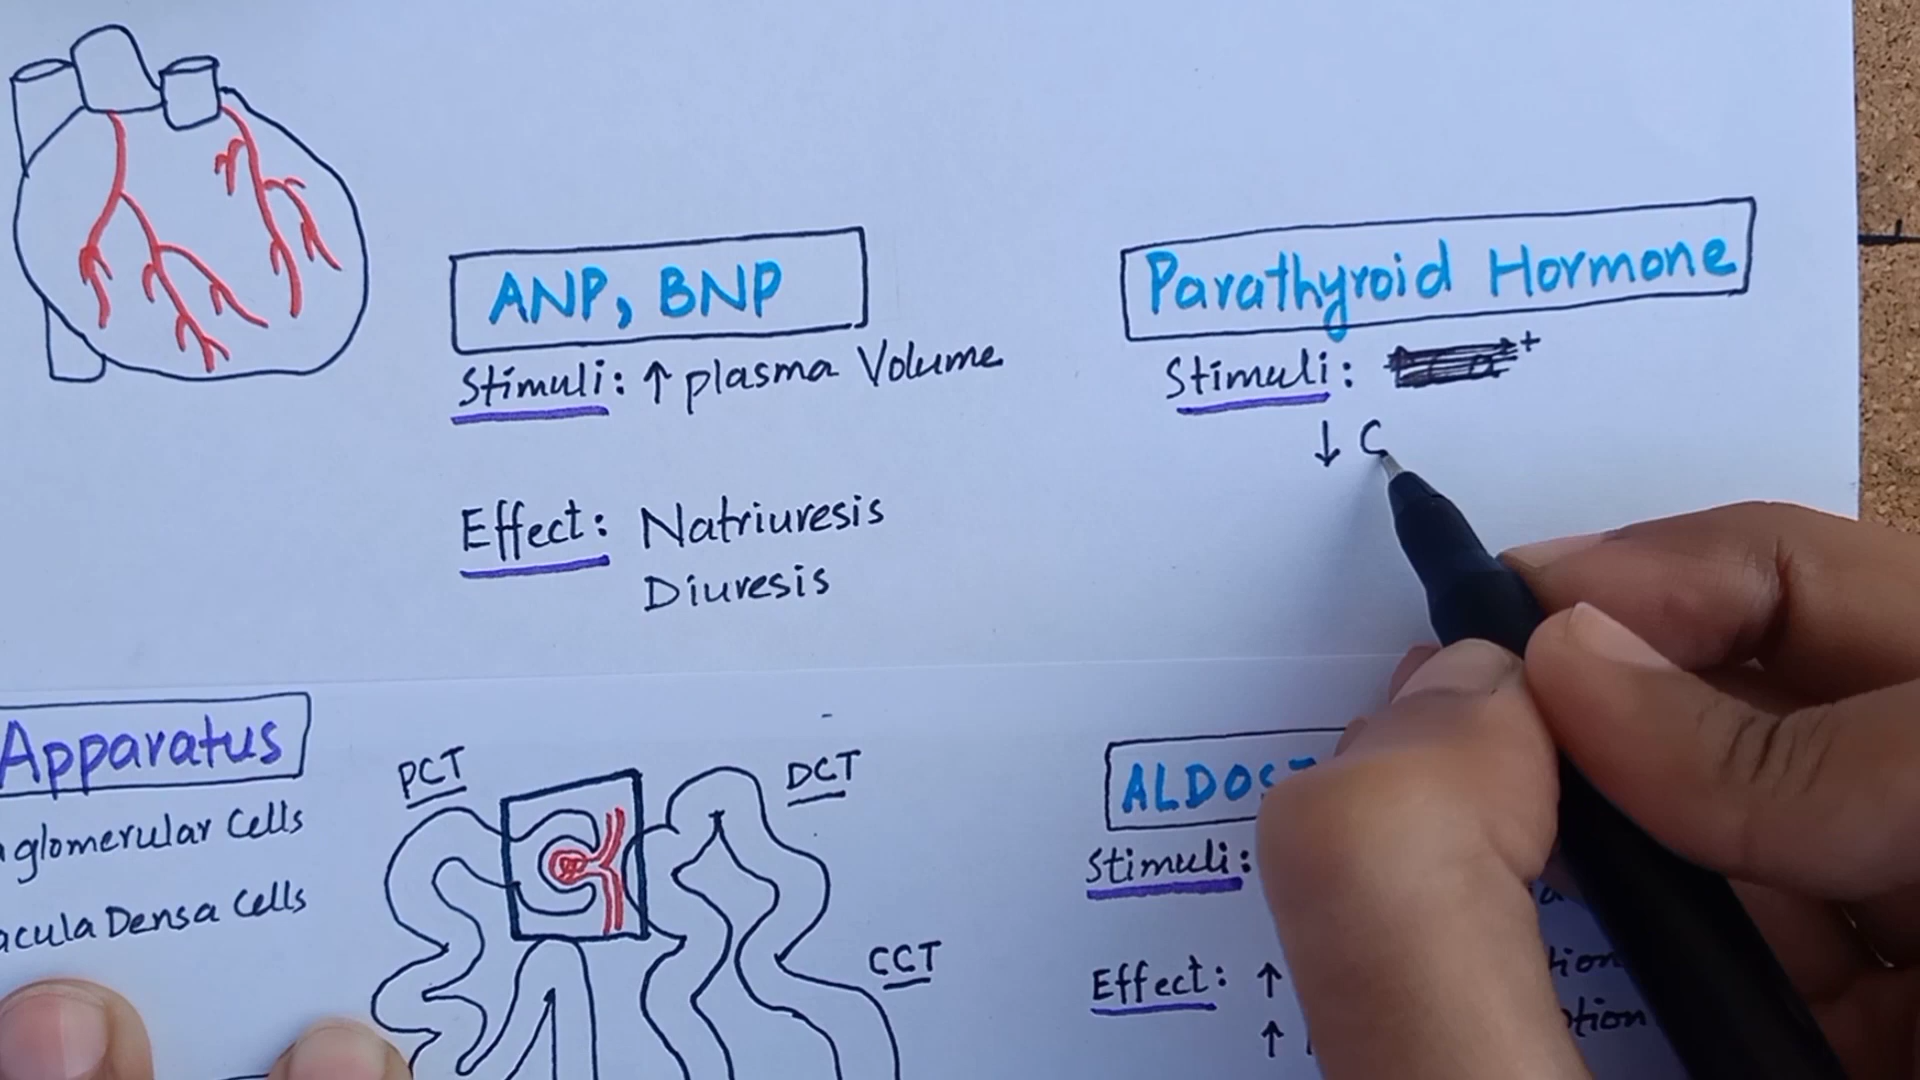 ANP, BNP
Stimuli: ↑ plasma Volume
Effect: Natriuresis
Diuresis
Parathyroid Hormone
Stimuli:
↓ C
Apparatus
glomerular Cells
Densa Cells
PCT
DCT
CCT
Stimuli:
Effect: ↑
↑